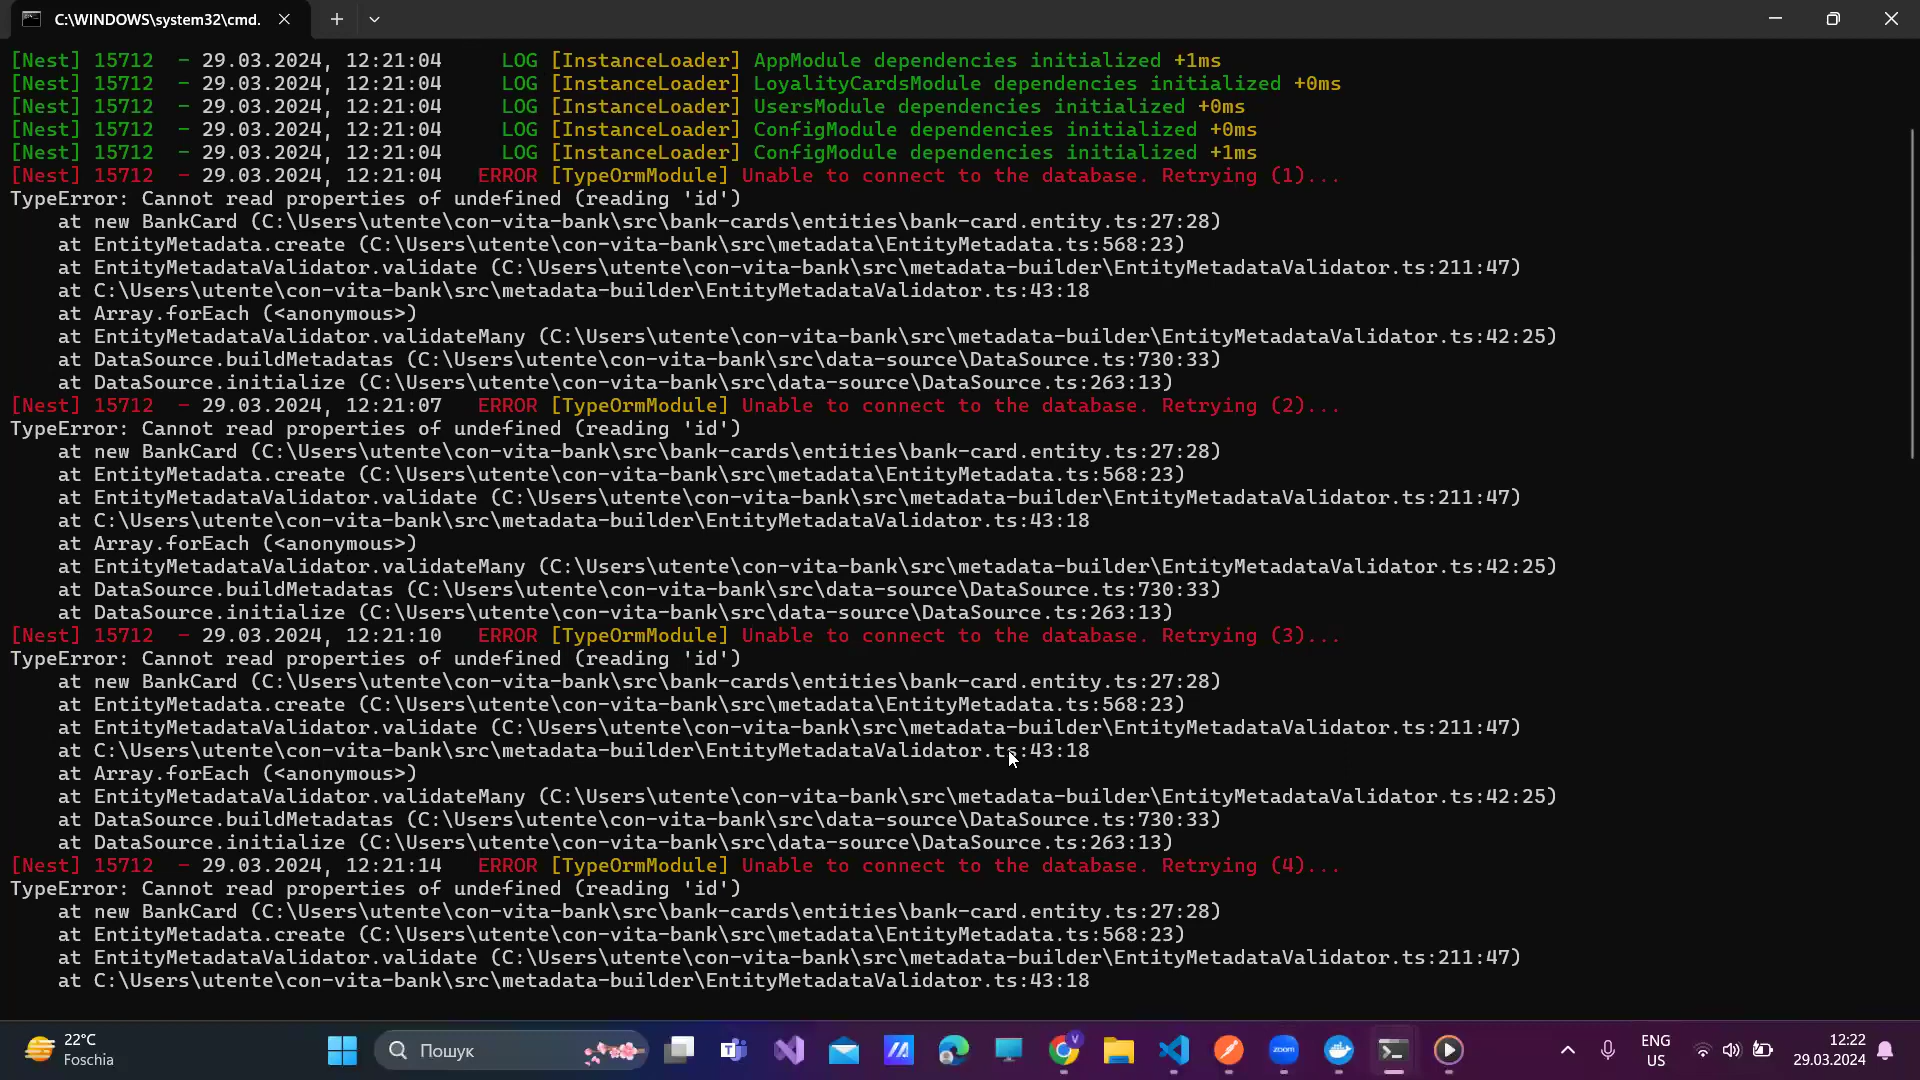 C:\WINDOWS\system32\cmd.
[Nest] 15712  - 29.03.2024, 12:21:04     LOG [InstanceLoader] AppModule dependencies initialized +1ms
[Nest] 15712  - 29.03.2024, 12:21:04     LOG [InstanceLoader] LoyalityCardsModule dependencies initialized +0ms
[Nest] 15712  - 29.03.2024, 12:21:04     LOG [InstanceLoader] UsersModule dependencies initialized +0ms
[Nest] 15712  - 29.03.2024, 12:21:04     LOG [InstanceLoader] ConfigModule dependencies initialized +0ms
[Nest] 15712  - 29.03.2024, 12:21:04     LOG [InstanceLoader] ConfigModule dependencies initialized +1ms
[Nest] 15712  - 29.03.2024, 12:21:04   ERROR [TypeOrmModule] Unable to connect to the database. Retrying (1)...
TypeError: Cannot read properties of undefined (reading 'id')
    at new BankCard (C:\Users\utente\con-vita-bank\src\bank-cards\entities\bank-card.entity.ts:27:28)
    at EntityMetadata.create (C:\Users\utente\con-vita-bank\src\metadata\EntityMetadata.ts:568:23)
    at EntityMetadataValidator.validate (C:\Users\utente\con-vita-bank\src\metadata-builder\EntityMetadataValidator.ts:211:47)
    at C:\Users\utente\con-vita-bank\src\metadata-builder\EntityMetadataValidator.ts:43:18
    at Array.forEach (<anonymous>)
    at EntityMetadataValidator.validateMany (C:\Users\utente\con-vita-bank\src\metadata-builder\EntityMetadataValidator.ts:42:25)
    at DataSource.buildMetadatas (C:\Users\utente\con-vita-bank\src\data-source\DataSource.ts:730:33)
    at DataSource.initialize (C:\Users\utente\con-vita-bank\src\data-source\DataSource.ts:263:13)
[Nest] 15712  - 29.03.2024, 12:21:07   ERROR [TypeOrmModule] Unable to connect to the database. Retrying (2)...
TypeError: Cannot read properties of undefined (reading 'id')
    at new BankCard (C:\Users\utente\con-vita-bank\src\bank-cards\entities\bank-card.entity.ts:27:28)
    at EntityMetadata.create (C:\Users\utente\con-vita-bank\src\metadata\EntityMetadata.ts:568:23)
    at EntityMetadataValidator.validate (C:\Users\utente\con-vita-bank\src\metadata-builder\EntityMetadataValidator.ts:211:47)
    at C:\Users\utente\con-vita-bank\src\metadata-builder\EntityMetadataValidator.ts:43:18
    at Array.forEach (<anonymous>)
    at EntityMetadataValidator.validateMany (C:\Users\utente\con-vita-bank\src\metadata-builder\EntityMetadataValidator.ts:42:25)
    at DataSource.buildMetadatas (C:\Users\utente\con-vita-bank\src\data-source\DataSource.ts:730:33)
    at DataSource.initialize (C:\Users\utente\con-vita-bank\src\data-source\DataSource.ts:263:13)
[Nest] 15712  - 29.03.2024, 12:21:10   ERROR [TypeOrmModule] Unable to connect to the database. Retrying (3)...
TypeError: Cannot read properties of undefined (reading 'id')
    at new BankCard (C:\Users\utente\con-vita-bank\src\bank-cards\entities\bank-card.entity.ts:27:28)
    at EntityMetadata.create (C:\Users\utente\con-vita-bank\src\metadata\EntityMetadata.ts:568:23)
    at EntityMetadataValidator.validate (C:\Users\utente\con-vita-bank\src\metadata-builder\EntityMetadataValidator.ts:211:47)
    at C:\Users\utente\con-vita-bank\src\metadata-builder\EntityMetadataValidator.ts:43:18
    at Array.forEach (<anonymous>)
    at EntityMetadataValidator.validateMany (C:\Users\utente\con-vita-bank\src\metadata-builder\EntityMetadataValidator.ts:42:25)
    at DataSource.buildMetadatas (C:\Users\utente\con-vita-bank\src\data-source\DataSource.ts:730:33)
    at DataSource.initialize (C:\Users\utente\con-vita-bank\src\data-source\DataSource.ts:263:13)
[Nest] 15712  - 29.03.2024, 12:21:14   ERROR [TypeOrmModule] Unable to connect to the database. Retrying (4)...
TypeError: Cannot read properties of undefined (reading 'id')
    at new BankCard (C:\Users\utente\con-vita-bank\src\bank-cards\entities\bank-card.entity.ts:27:28)
    at EntityMetadata.create (C:\Users\utente\con-vita-bank\src\metadata\EntityMetadata.ts:568:23)
    at EntityMetadataValidator.validate (C:\Users\utente\con-vita-bank\src\metadata-builder\EntityMetadataValidator.ts:211:47)
    at C:\Users\utente\con-vita-bank\src\metadata-builder\EntityMetadataValidator.ts:43:18
22°C
Foschia
Пошук
zoom
V
ENG
US
12:22
29.03.2024